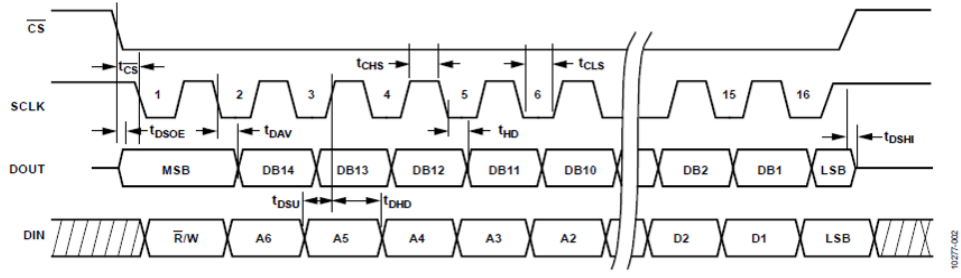 CS
tCS tCHS tCLS
SCLK 1 2 3 4 5 6 15 16
tDSOE tDAV tHD tDSHI
DOUT MSB DB14 DB13 DB12 DB11 DB10 DB2 DB1 LSB
tDSU tDHD
DIN R/W A6 A5 A4 A3 A2 D2 D1 LSB
10277-002